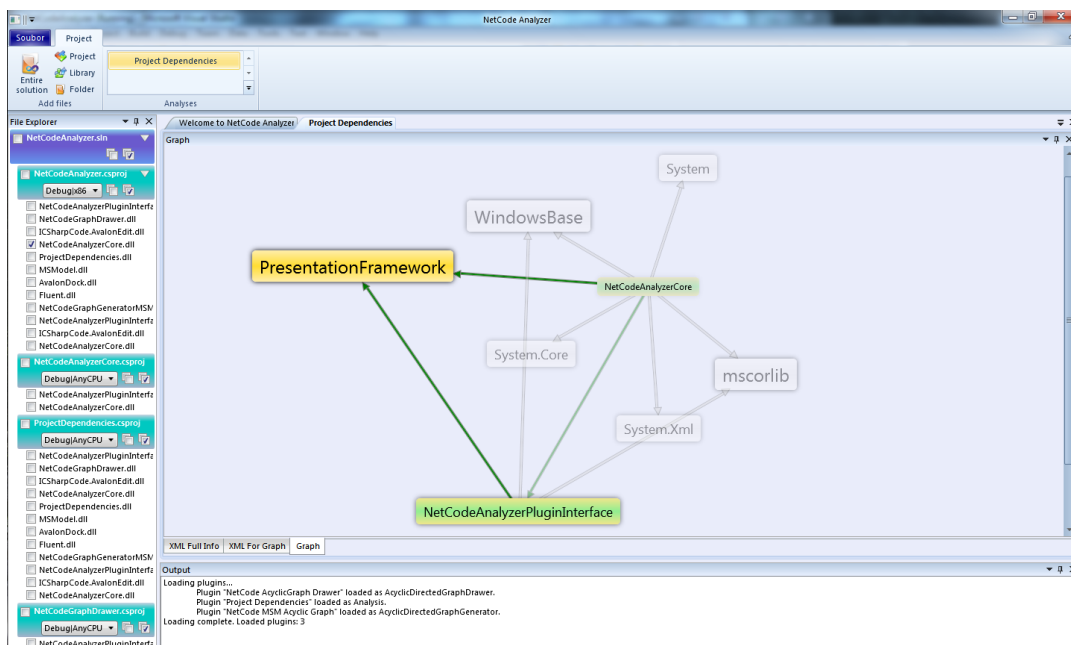 NetCode Analyzer
Soubor
Project
Entire
solution
Project
Library
Folder
Add files
Project Dependencies
Analyses
File Explorer
NetCodeAnalyzer.sln
NetCodeAnalyzer.csproj
Debug|x86
NetCodeAnalyzerPluginInterfa
NetCodeGraphDrawer.dll
ICSharpCode.AvalonEdit.dll
NetCodeAnalyzerCore.dll
ProjectDependencies.dll
MSModel.dll
AvalonDock.dll
Fluent.dll
NetCodeGraphGeneratorMSM
NetCodeAnalyzerPluginInterfa
ICSharpCode.AvalonEdit.dll
NetCodeAnalyzerCore.dll
NetCodeAnalyzerCore.csproj
Debug|AnyCPU
NetCodeAnalyzerPluginInterfa
NetCodeAnalyzerCore.dll
ProjectDependencies.csproj
Debug|AnyCPU
NetCodeAnalyzerPluginInterfa
NetCodeGraphDrawer.dll
ICSharpCode.AvalonEdit.dll
NetCodeAnalyzerCore.dll
ProjectDependencies.dll
MSModel.dll
AvalonDock.dll
Fluent.dll
NetCodeGraphGeneratorMSM
NetCodeAnalyzerPluginInterfa
ICSharpCode.AvalonEdit.dll
NetCodeAnalyzerCore.dll
NetCodeGraphDrawer.csproj
Debug|AnyCPU
NetCodeAnalyzerPluginInterfa
Welcome to NetCode Analyzer
Project Dependencies
Graph
System
WindowsBase
PresentationFramework
NetCodeAnalyzerCore
System.Core
mscorlib
System.Xml
NetCodeAnalyzerPluginInterface
XML Full Info
XML For Graph
Graph
Output
Loading plugins...
Plugin "NetCode AcyclicGraph Drawer" loaded as AcyclicDirectedGraphDrawer.
Plugin "Project Dependencies" loaded as Analysis.
Plugin "NetCode MSM Acyclic Graph" loaded as AcyclicDirectedGraphGenerator.
Loading complete. Loaded plugins: 3